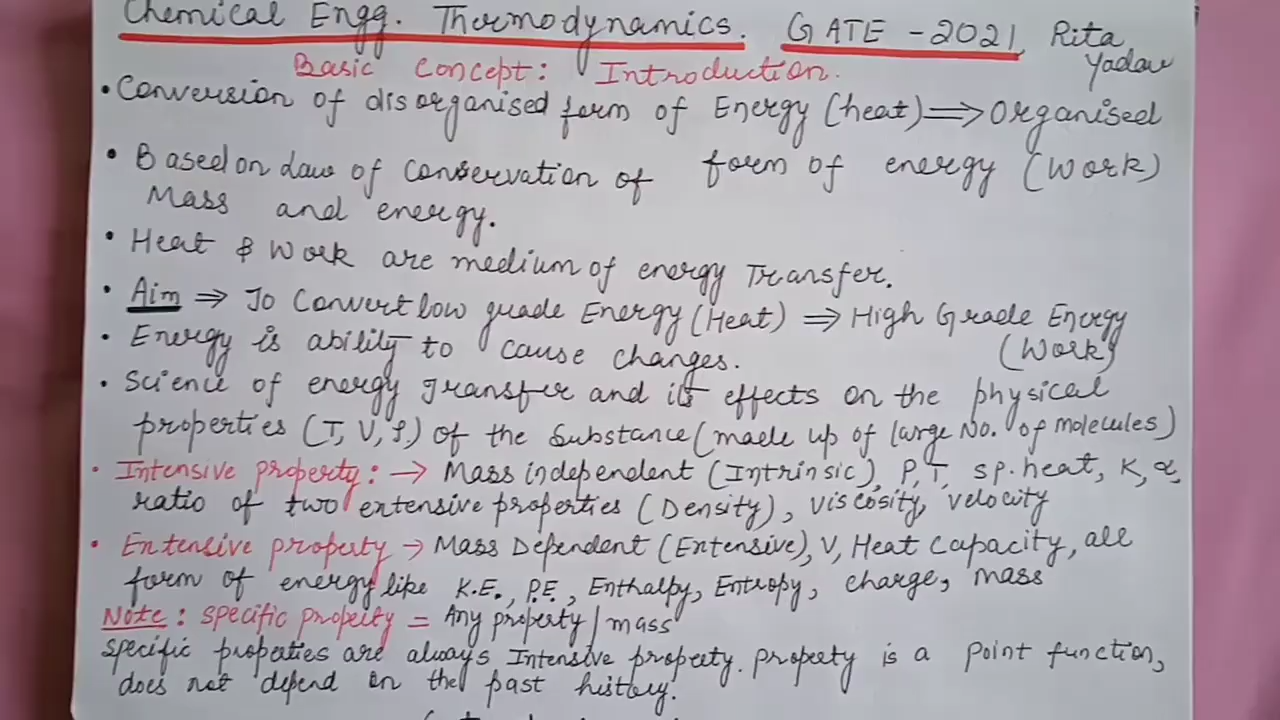 Chemical Engg. Thermodynamics. GATE -2021, Rita Yadav
Basic Concept: Introduction.
• Conversion of disorganised form of Energy (heat) ⟹ Organised form of energy (Work)
• Based on Law of Conservation of Mass and energy.
• Heat & Work are medium of energy Transfer.
• Aim ⇒ To Convert low grade Energy (Heat) ⇒ High Grade Energy (Work)
• Energy is ability to cause changes.
• Science of energy Transfer and its effects on the physical
properties (T, V, P,) of the Substance (made up of large No. of molecules)
• Intensive property: → Mass independent (Intrinsic), P, T, sp. heat, K, α,
ratio of two extensive properties (Density), viscosity, velocity
• Extensive property → Mass Dependent (Extensive), V, Heat Capacity, all
form of energy like K.E., P.E., Enthalpy, Entropy, charge, mass
Note: Specific property = Any property / mass
Specific properties are always Intensive property. property is a point function,
does not depend on the past history.